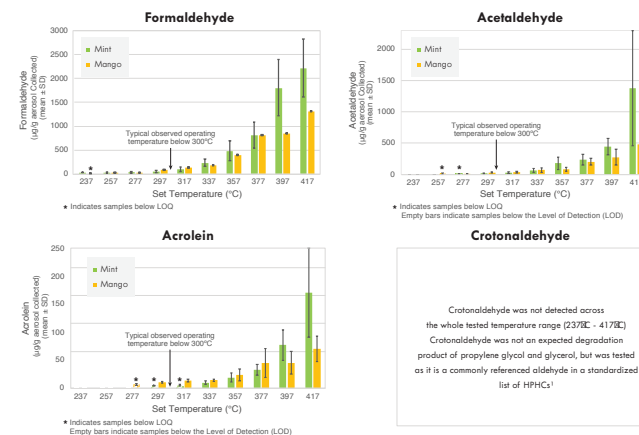 Formaldehyde
3000
2500
2000
1500
1000
500
0
Formaldehyde
(μg/g aerosol Collected)
(mean ± SD)
Mint
Mango
Typical observed operating
temperature below 300°C
*
237 257 277 297 317 337 357 377 397 417
Set Temperature (°C)
* Indicates samples below LOQ
Acetaldehyde
2000
1500
1000
500
0
Acetaldehyde
(μg/g aerosol Collected)
(mean ± SD)
Mint
Mango
Typical observed operating
temperature below 300°C
* *
237 257 277 297 317 337 357 377 397 41
Set Temperature (°C)
* Indicates samples below LOQ
Empty bars indicate samples below the Level of Detection (LOD)
Acrolein
250
200
150
100
50
0
Acrolein
(μg/g aerosol collected)
(mean ± SD)
Mint
Mango
Typical observed operating
temperature below 300°C
* * *
237 257 277 297 317 337 357 377 397 417
Set Temperature (°C)
* Indicates samples below LOQ
Empty bars indicate samples below the Level of Detection (LOD)
Crotonaldehyde
Crotonaldehyde was not detected across
the whole tested temperature range (237�C - 417�C)
Crotonaldehyde was not an expected degradation
product of propylene glycol and glycerol, but was tested
as it is a commonly referenced aldehyde in a standardized
list of HPHCs¹